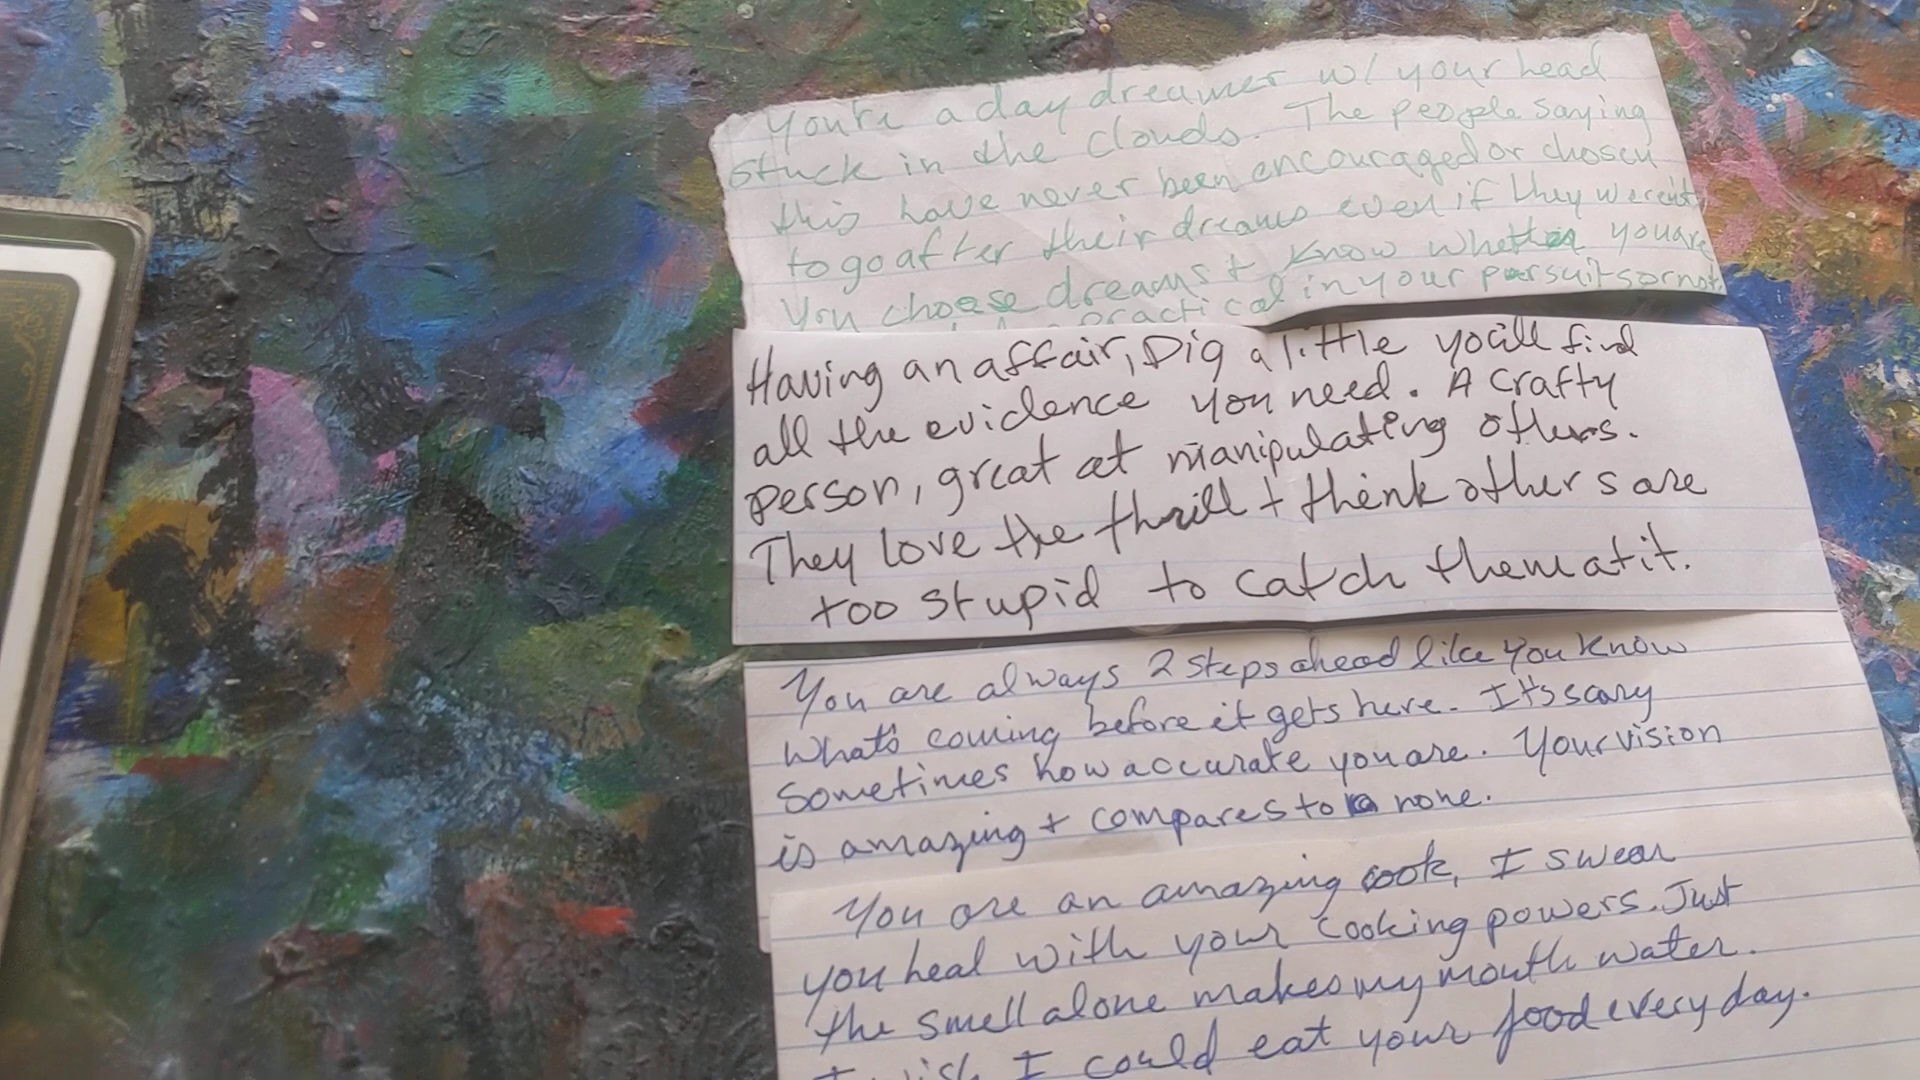 you're a day dreamer w/ your head
stuck in the clouds. The people saying
this have never been encouraged or chosen
to go after their dreams even if they weren't
You choose dreams + know whether you are
practical in your pursuits or not
Having an affair, Dig a little you'll find
all the evidence you need. A crafty
person, great at manipulating others.
They love the thrill + think others are
too stupid to catch them at it.
You are always 2 steps ahead like you know
what's coming before it gets here. It's scary
sometimes how accurate you are. Your vision
is amazing + compares to none.
You are an amazing cook, I swear
you heal with your cooking powers. Just
the smell alone makes my mouth water.
I wish I could eat your food every day.